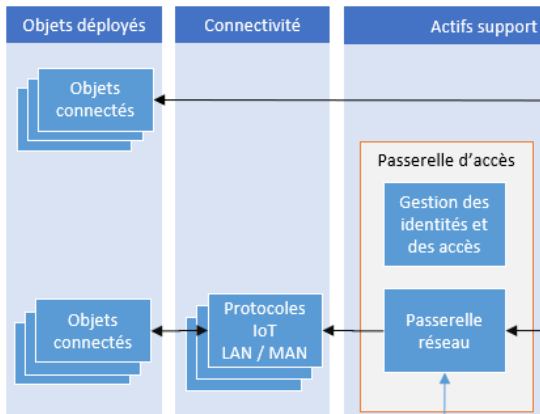 Objets déployés
Connectivité
Actifs support
Objets
connectés
Passerelle d'accès
Gestion des
identités et
des accès
Objets
connectés
Protocoles
IoT
LAN / MAN
Passerelle
réseau